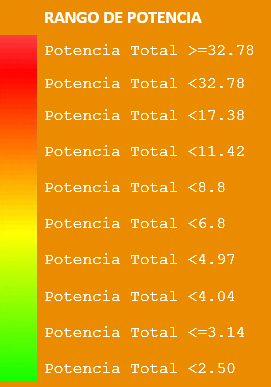 RANGO DE POTENCIA
Potencia Total >=32.78
Potencia Total <32.78
Potencia Total <17.38
Potencia Total <11.42
Potencia Total <8.8
Potencia Total <6.8
Potencia Total <4.97
Potencia Total <4.04
Potencia Total <=3.14
Potencia Total <2.50